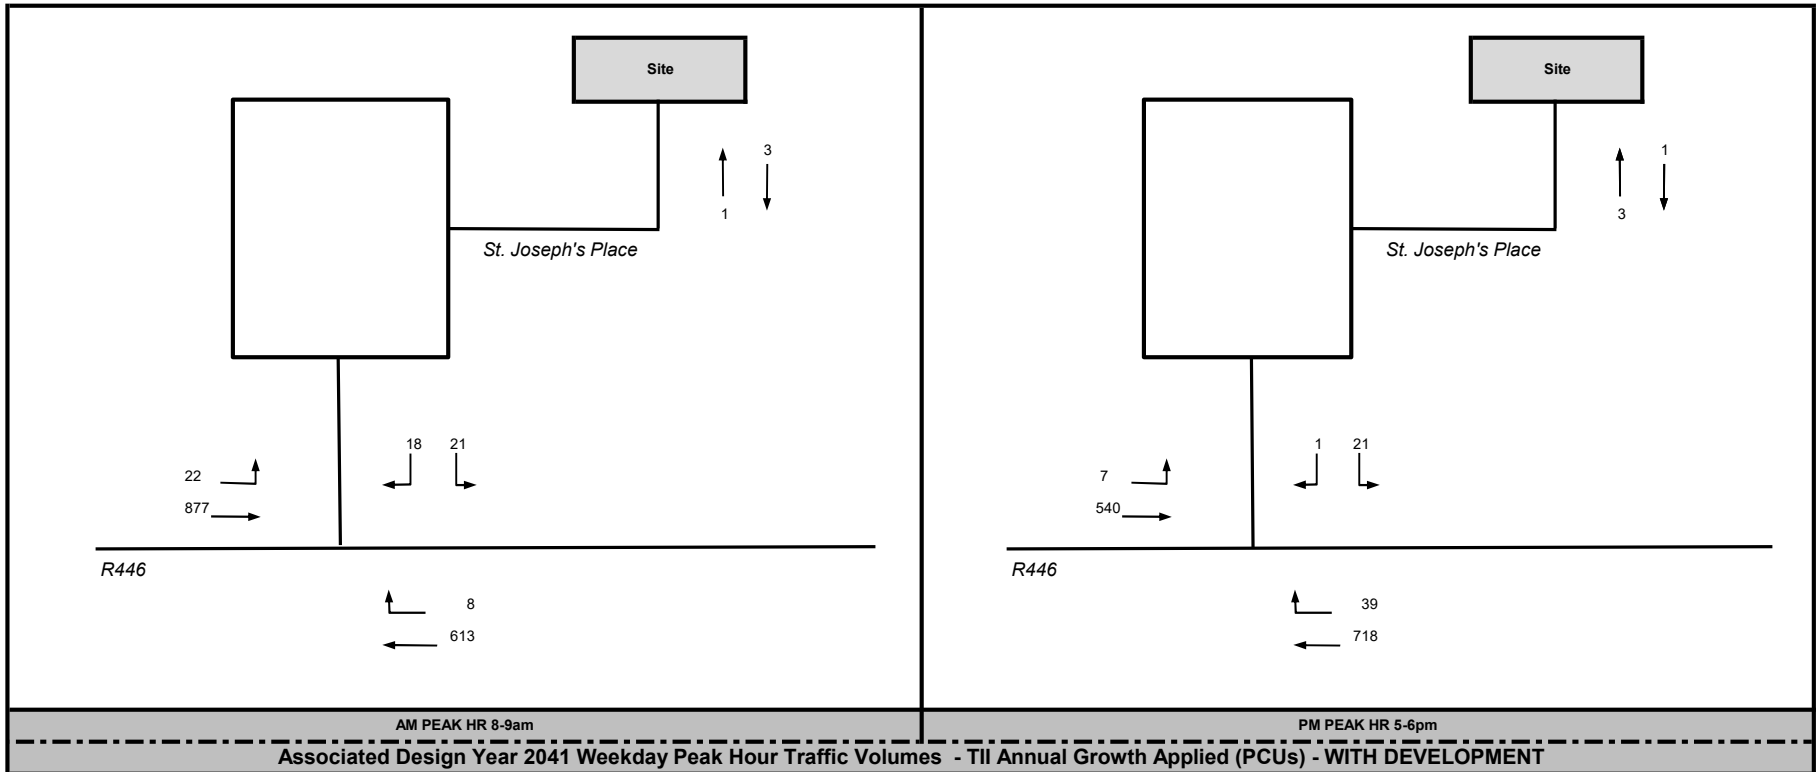 Site
3
1
St. Joseph's Place
18 21
22
877
R446
8
613
AM PEAK HR 8-9am
Site
1
3
St. Joseph's Place
1 21
7
540
R446
39
718
PM PEAK HR 5-6pm
Associated Design Year 2041 Weekday Peak Hour Traffic Volumes - TII Annual Growth Applied (PCUs) - WITH DEVELOPMENT